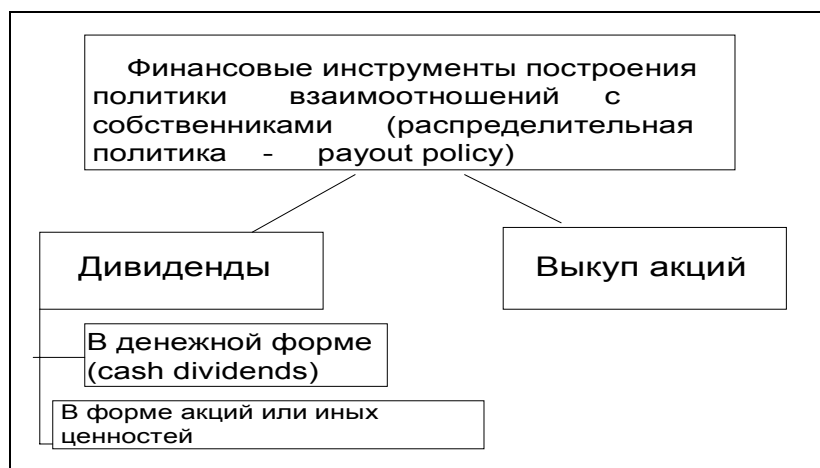 Финансовые инструменты построения
политики взаимоотношений с
собственниками (распределительная
политика - payout policy)
Дивиденды
Выкуп акций
В денежной форме
(cash dividends)
В форме акций или иных
ценностей